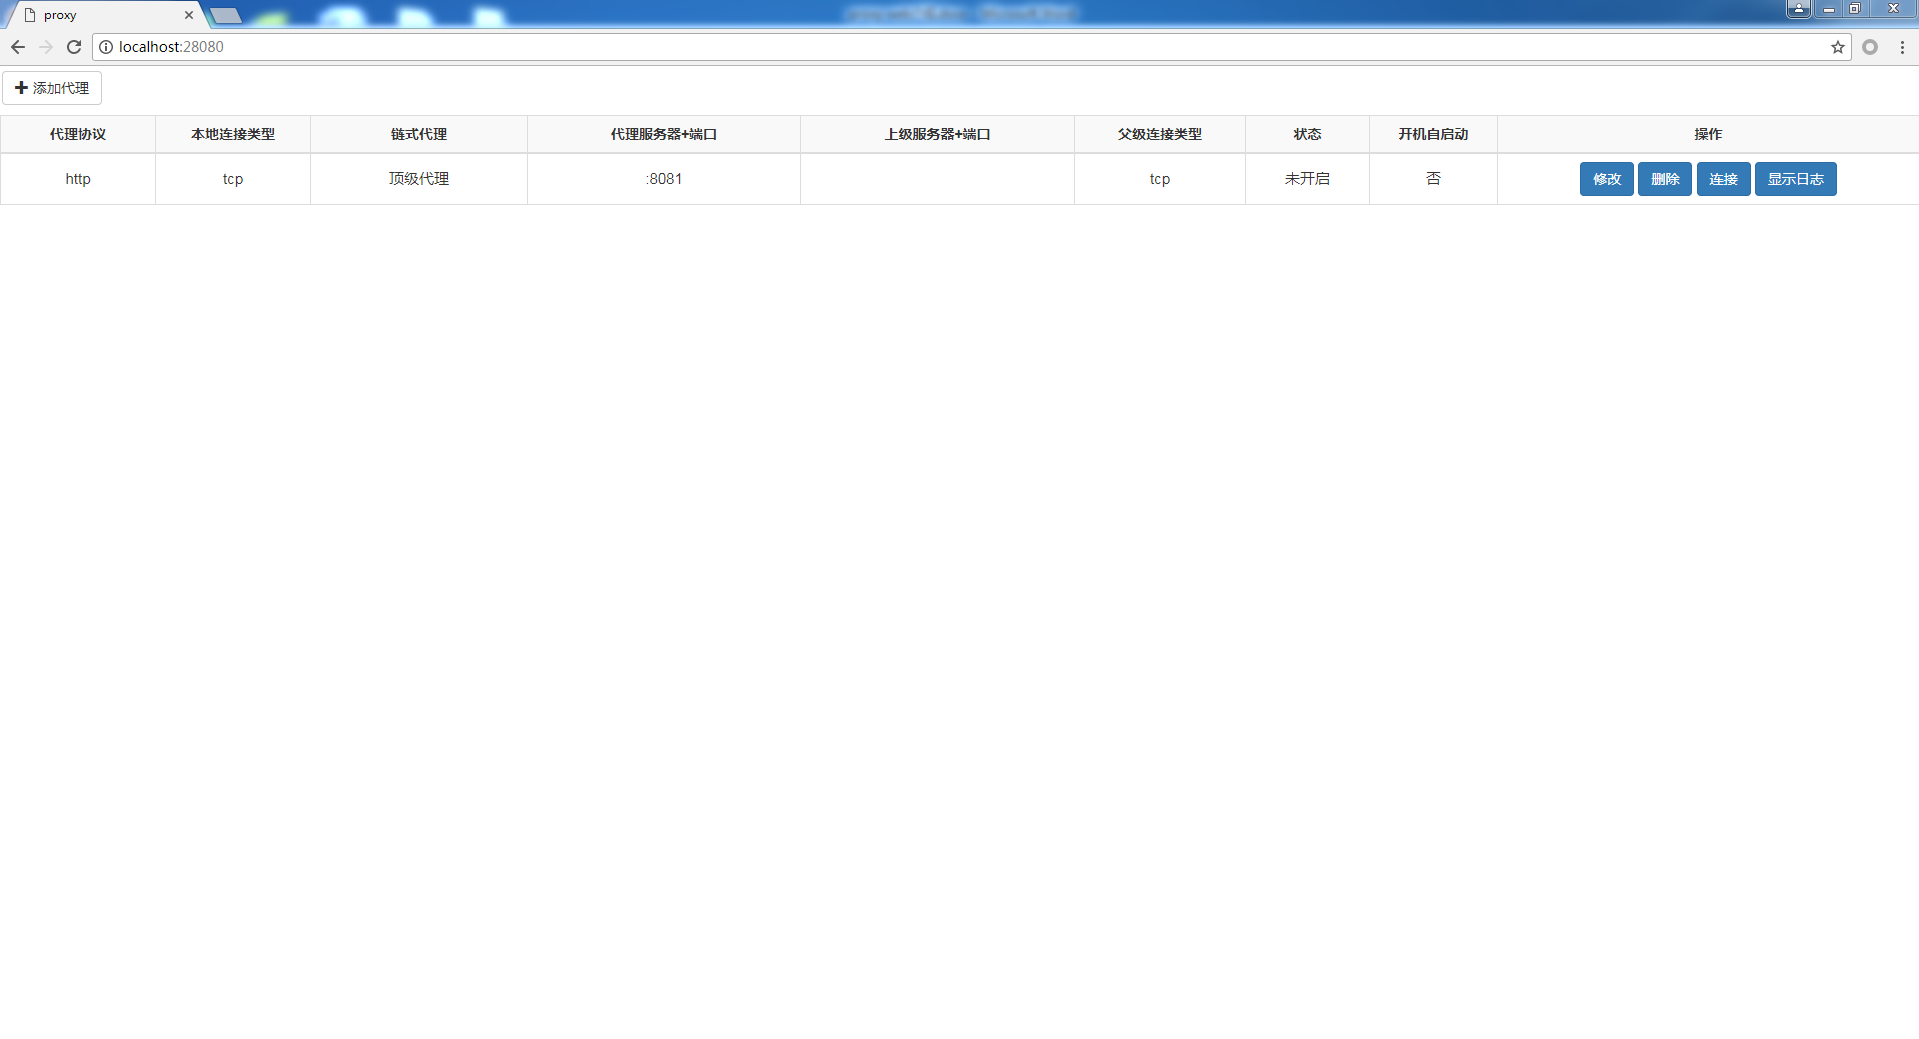 proxy
localhost:28080
添加代理
代理协议 本地连接类型 链式代理 代理服务器+端口 上级服务器+端口 父级连接类型 状态 开机自启动 操作
http tcp 顶级代理 :8081 tcp 未开启 否 修改 删除 连接 显示日志